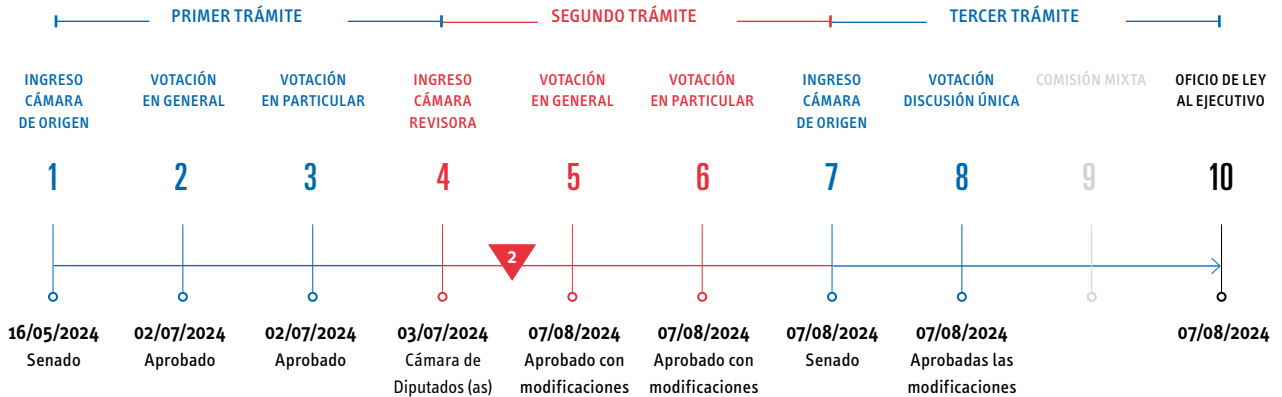 PRIMER TRÁMITE
SEGUNDO TRÁMITE
TERCER TRÁMITE
INGRESO
CÁMARA
DE ORIGEN
VOTACIÓN
EN GENERAL
VOTACIÓN
EN PARTICULAR
INGRESO
CÁMARA
REVISORA
VOTACIÓN
EN GENERAL
VOTACIÓN
EN PARTICULAR
INGRESO
CÁMARA
DE ORIGEN
VOTACIÓN
DISCUSIÓN ÚNICA
COMISIÓN MIXTA
OFICIO DE LEY
AL EJECUTIVO
1
2
3
4
5
6
7
8
9
10
2
16/05/2024
Senado
02/07/2024
Aprobado
02/07/2024
Aprobado
03/07/2024
Cámara de
Diputados (as)
07/08/2024
Aprobado con
modificaciones
07/08/2024
Aprobado con
modificaciones
07/08/2024
Senado
07/08/2024
Aprobadas las
modificaciones
07/08/2024